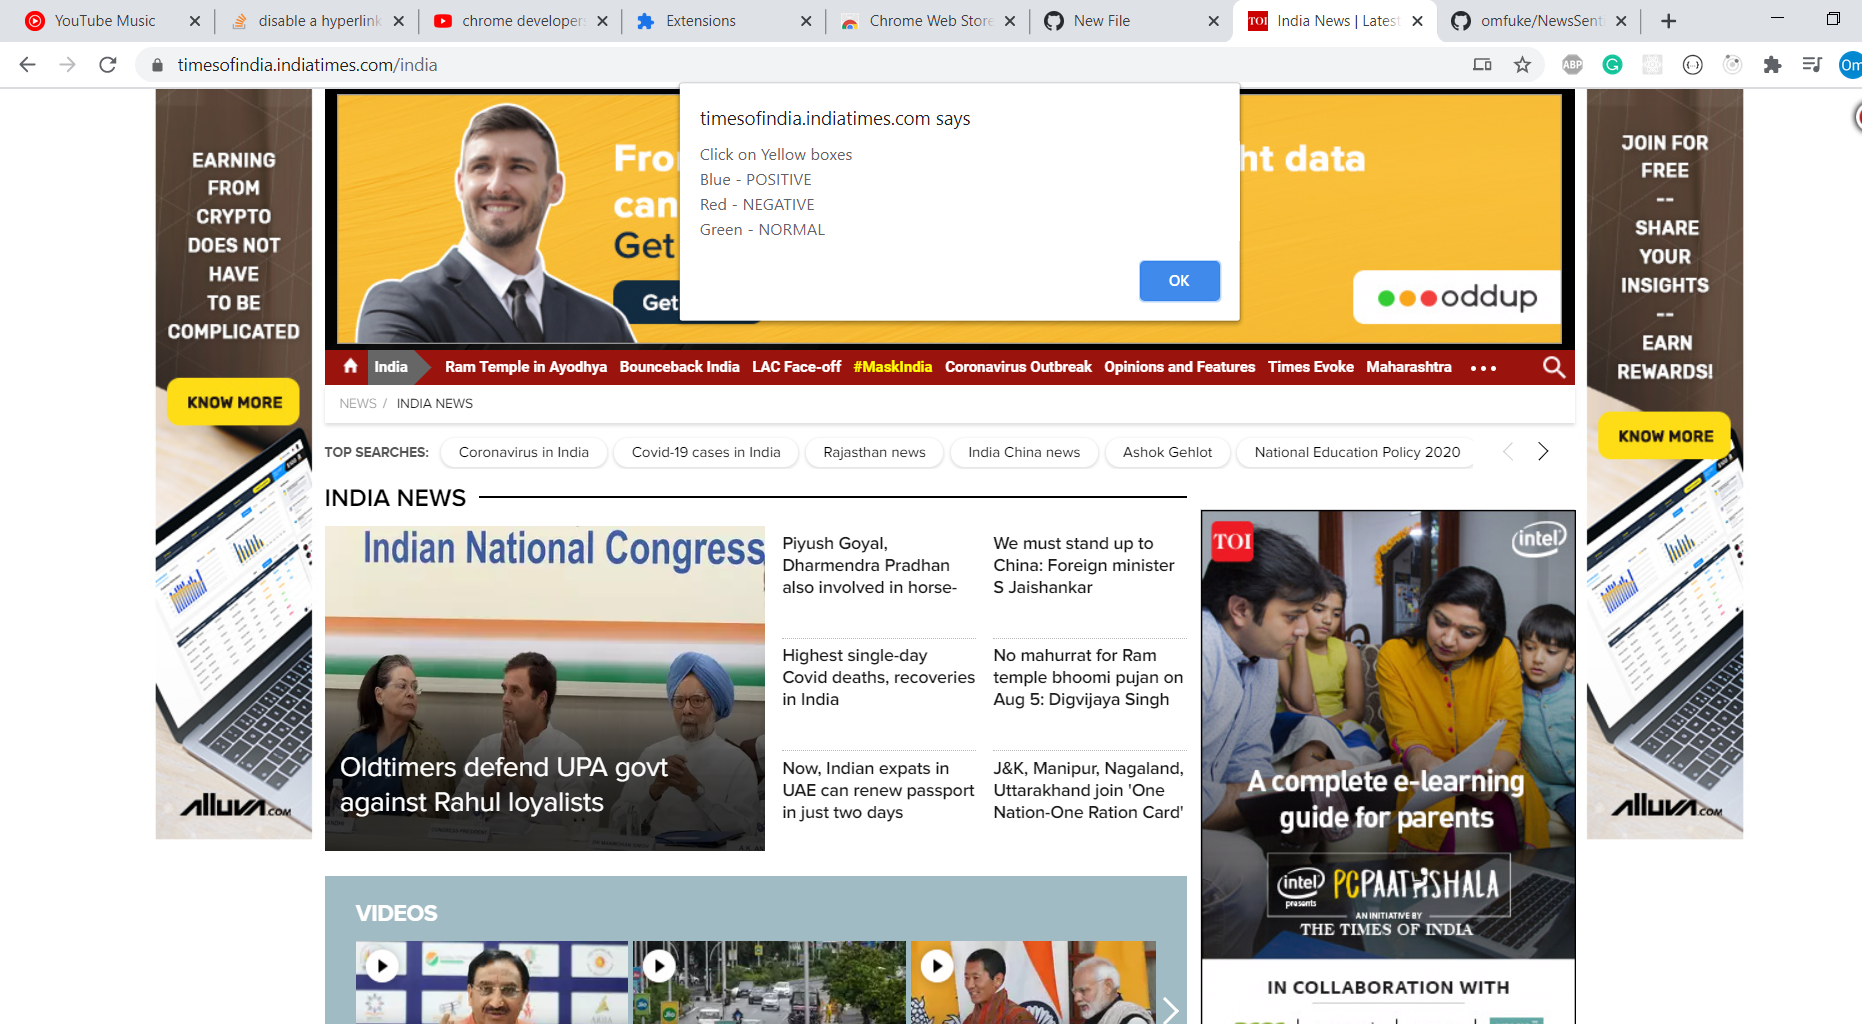 YouTube Music
disable a hyperlink
chrome developers
Extensions
Chrome Web Store
New File
TOI India News | Latest
omfuke/NewsSenti
timesofindia.indiatimes.com/india
ABP
Om
timesofindia.indiatimes.com says
Click on Yellow boxes
Blue - POSITIVE
Red - NEGATIVE
Green - NORMAL
OK
EARNING
FROM
CRYPTO
DOES NOT
HAVE
TO BE
COMPLICATED
KNOW MORE
alluva.com
Fro
ht data
can
Get
Get
oddup
JOIN FOR
FREE
--
SHARE
YOUR
INSIGHTS
--
EARN
REWARDS!
KNOW MORE
alluva.com
India Ram Temple in Ayodhya Bounceback India LAC Face-off #MaskIndia Coronavirus Outbreak Opinions and Features Times Evoke Maharashtra
NEWS / INDIA NEWS
TOP SEARCHES: Coronavirus in India Covid-19 cases in India Rajasthan news India China news Ashok Gehlot National Education Policy 2020
INDIA NEWS
Indian National Congress
Oldtimers defend UPA govt
against Rahul loyalists
Piyush Goyal,
Dharmendra Pradhan
also involved in horse-
We must stand up to
China: Foreign minister
S Jaishankar
Highest single-day
Covid deaths, recoveries
in India
No mahurrat for Ram
temple bhoomi pujan on
Aug 5: Digvijaya Singh
Now, Indian expats in
UAE can renew passport
in just two days
J&K, Manipur, Nagaland,
Uttarakhand join 'One
Nation-One Ration Card'
TOI
intel
A complete e-learning
guide for parents
intel presents PC PAATHSHALA
AN INITIATIVE BY
THE TIMES OF INDIA
IN COLLABORATION WITH
VIDEOS
Jio